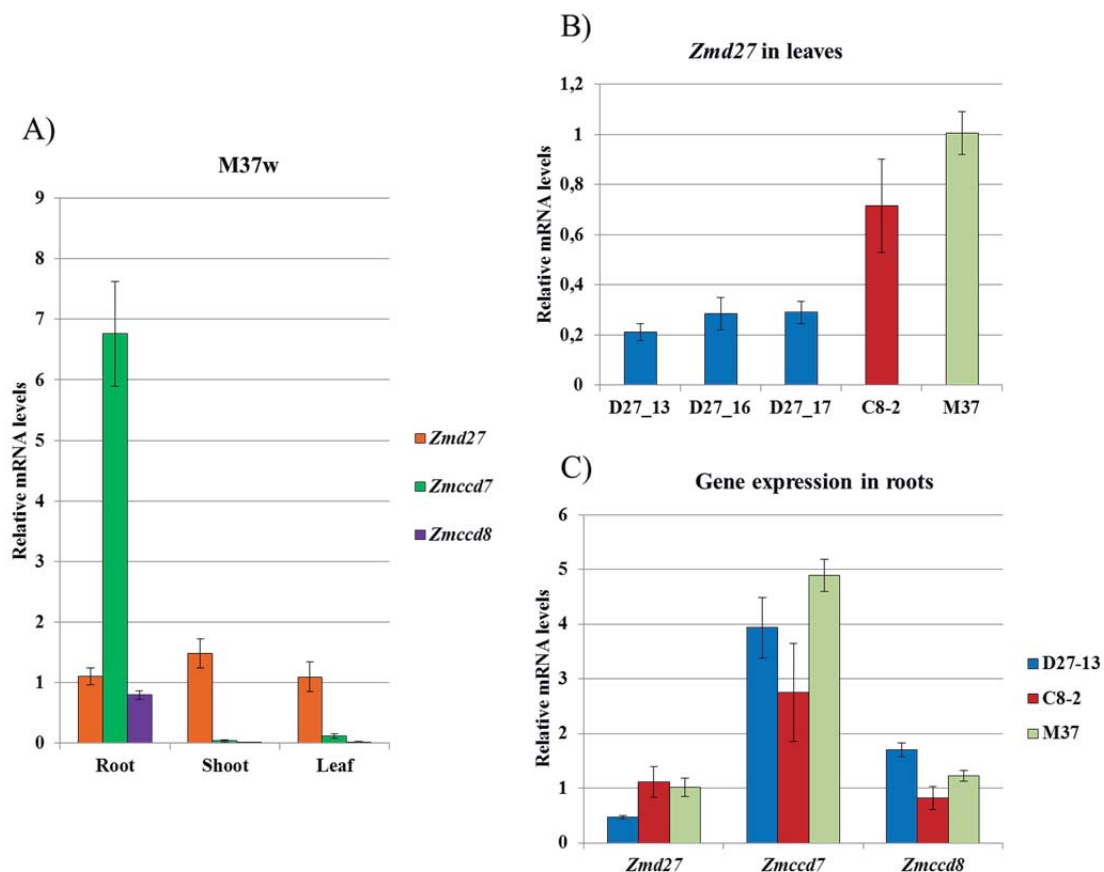 A)
M37w
Relative mRNA levels
9
8
7
6
5
4
3
2
1
0
Root Shoot Leaf
Zmd27
Zmccd7
Zmccd8
B)
Zmd27 in leaves
Relative mRNA levels
1,2
1
0,8
0,6
0,4
0,2
0
D27_13 D27_16 D27_17 C8-2 M37
C)
Gene expression in roots
Relative mRNA levels
6
5
4
3
2
1
0
Zmd27 Zmccd7 Zmccd8
D27-13
C8-2
M37